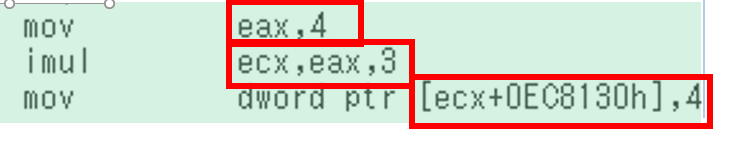 mov eax,4
imul ecx,eax,3
mov dword ptr [ecx+0EC8130h],4